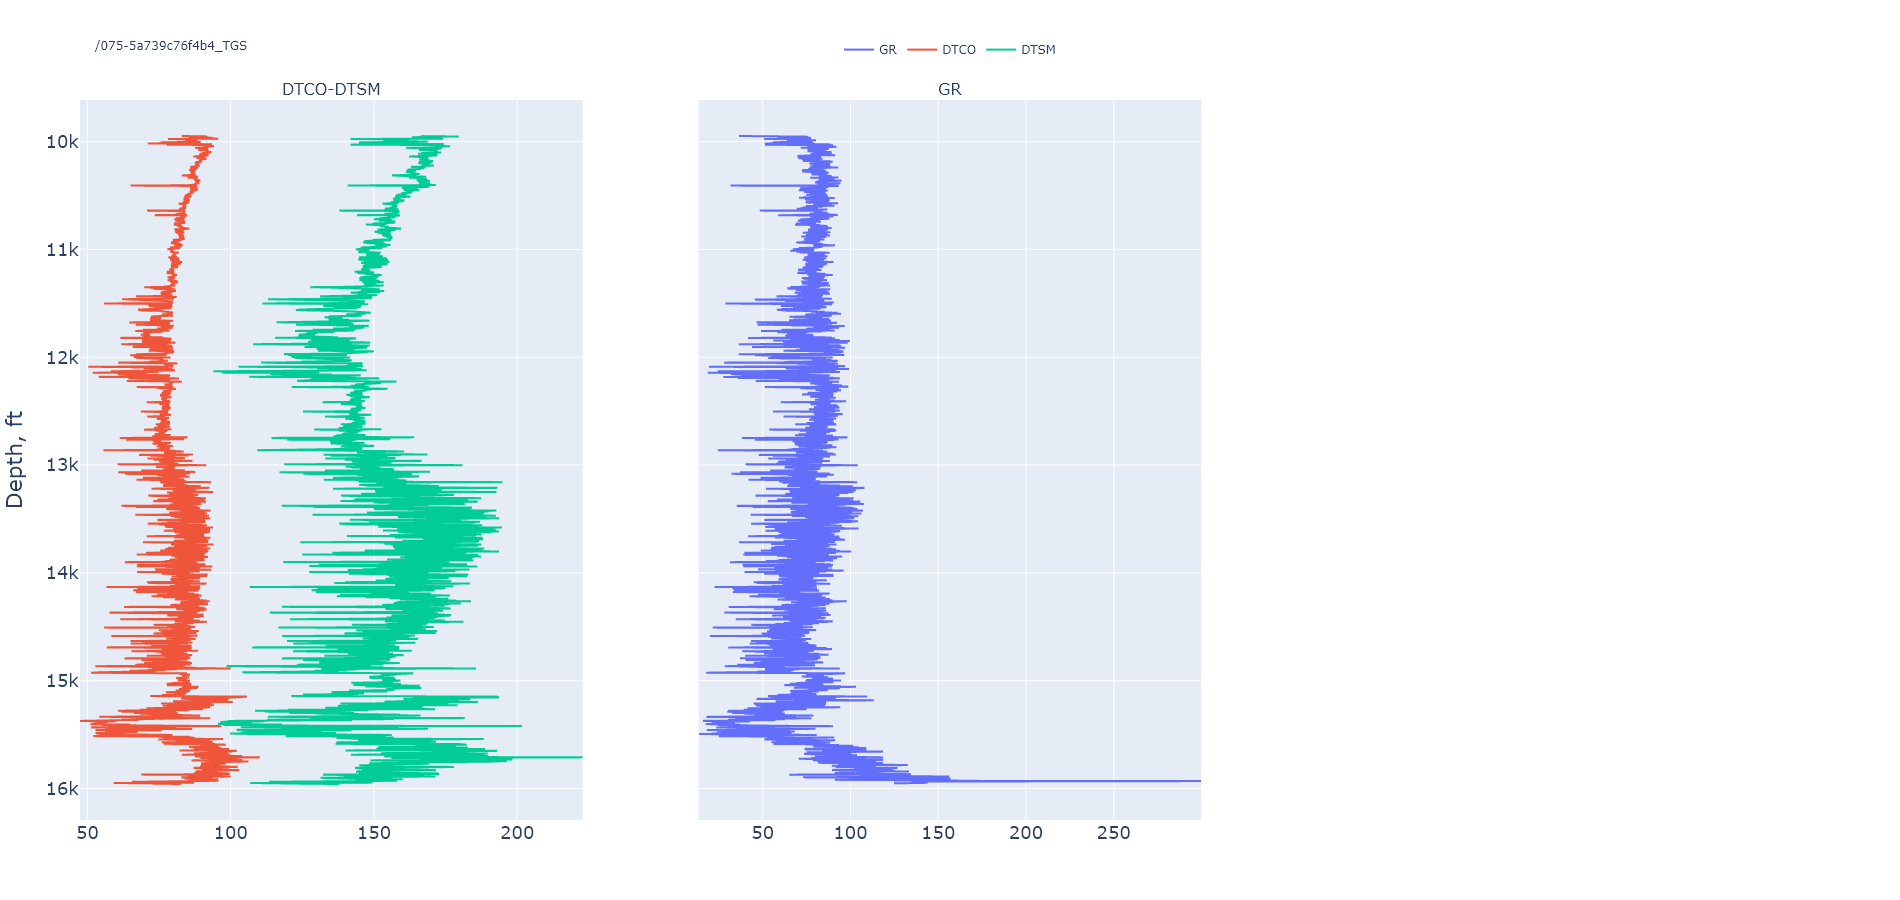 /075-5a739c76f4b4_TGS
GR DTCO DTSM
DTCO-DTSM
GR
Depth, ft
10k
11k
12k
13k
14k
15k
16k
50 100 150 200
50 100 150 200 250